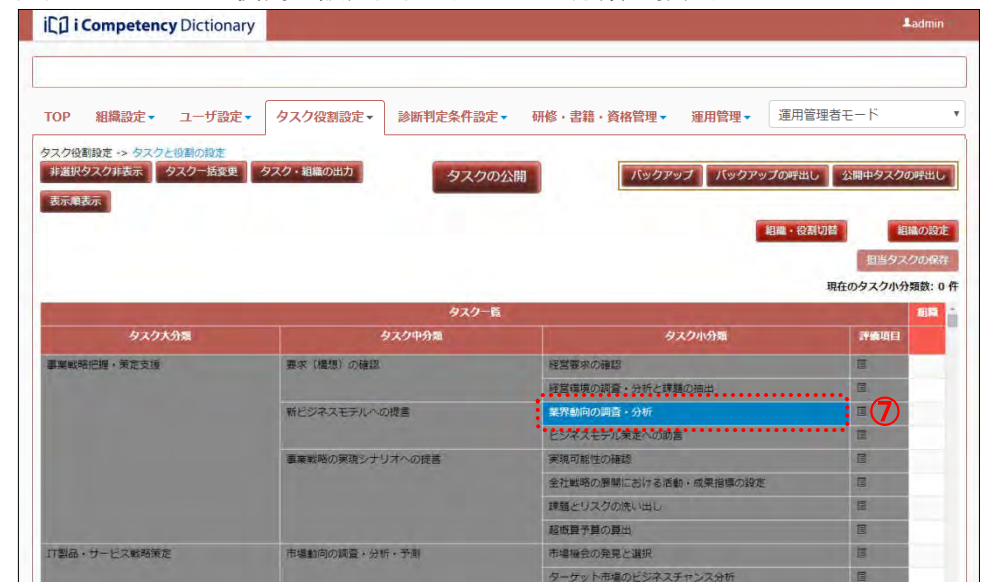 i Competency Dictionary
admin
TOP 組織設定 ユーザ設定 タスク役割設定 診断判定条件設定 研修・書籍・資格管理 運用管理 運用管理者モード
タスク役割設定 -> タスクと役割の設定
非選択タスク非表示 タスク一括変更 タスク・組織の出力 タスクの公開 バックアップ バックアップの呼出し 公開中タスクの呼出し
表示順表示
組織・役割切替 組織の設定
担当タスクの保存
現在のタスク小分類数: 0 件
タスク一覧 組織
タスク大分類 タスク中分類 タスク小分類 評価項目
事業戦略把握・策定支援 要求（構想）の確認 経営要求の確認
経営環境の調査・分析と課題の抽出
新ビジネスモデルへの提言 業界動向の調査・分析 ⑦
ビジネスモデル策定への助言
事業戦略の実現シナリオへの提言 実現可能性の確認
全社戦略の展開における活動・成果指標の設定
課題とリスクの洗い出し
超概算予算の算出
IT製品・サービス戦略策定 市場動向の調査・分析・予測 市場機会の発見と選択
ターゲット市場のビジネスチャンス分析